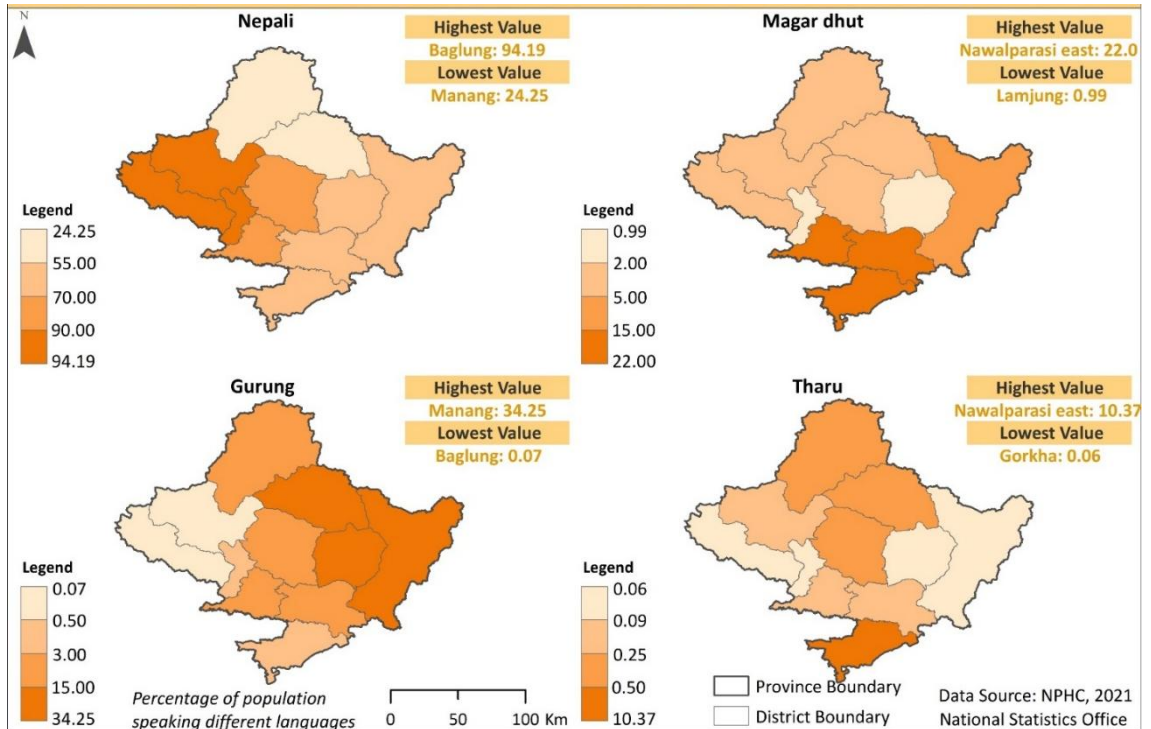 N
Nepali
Highest Value
Baglung: 94.19
Lowest Value
Manang: 24.25
Legend
24.25
55.00
70.00
90.00
94.19
Magar dhut
Highest Value
Nawalparasi east: 22.0
Lowest Value
Lamjung: 0.99
Legend
0.99
2.00
5.00
15.00
22.00
Gurung
Highest Value
Manang: 34.25
Lowest Value
Baglung: 0.07
Legend
0.07
0.50
3.00
15.00
34.25
Tharu
Highest Value
Nawalparasi east: 10.37
Lowest Value
Gorkha: 0.06
Legend
0.06
0.09
0.25
0.50
10.37
Percentage of population
speaking different languages
0 50 100 Km
Province Boundary
District Boundary
Data Source: NPHC, 2021
National Statistics Office